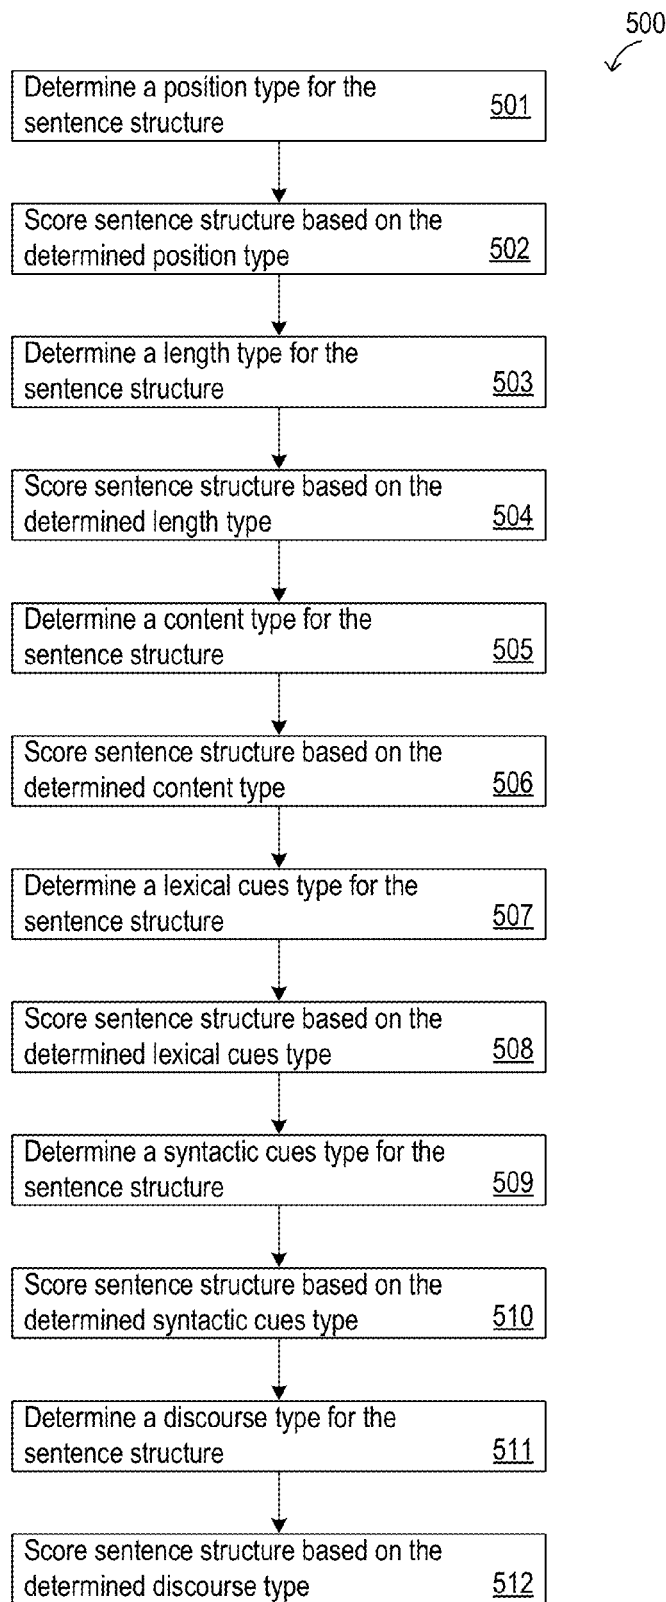 500
Determine a position type for the
sentence structure 501
Score sentence structure based on the
determined position type 502
Determine a length type for the
sentence structure 503
Score sentence structure based on the
determined length type 504
Determine a content type for the
sentence structure 505
Score sentence structure based on the
determined content type 506
Determine a lexical cues type for the
sentence structure 507
Score sentence structure based on the
determined lexical cues type 508
Determine a syntactic cues type for the
sentence structure 509
Score sentence structure based on the
determined syntactic cues type 510
Determine a discourse type for the
sentence structure 511
Score sentence structure based on the
determined discourse type 512